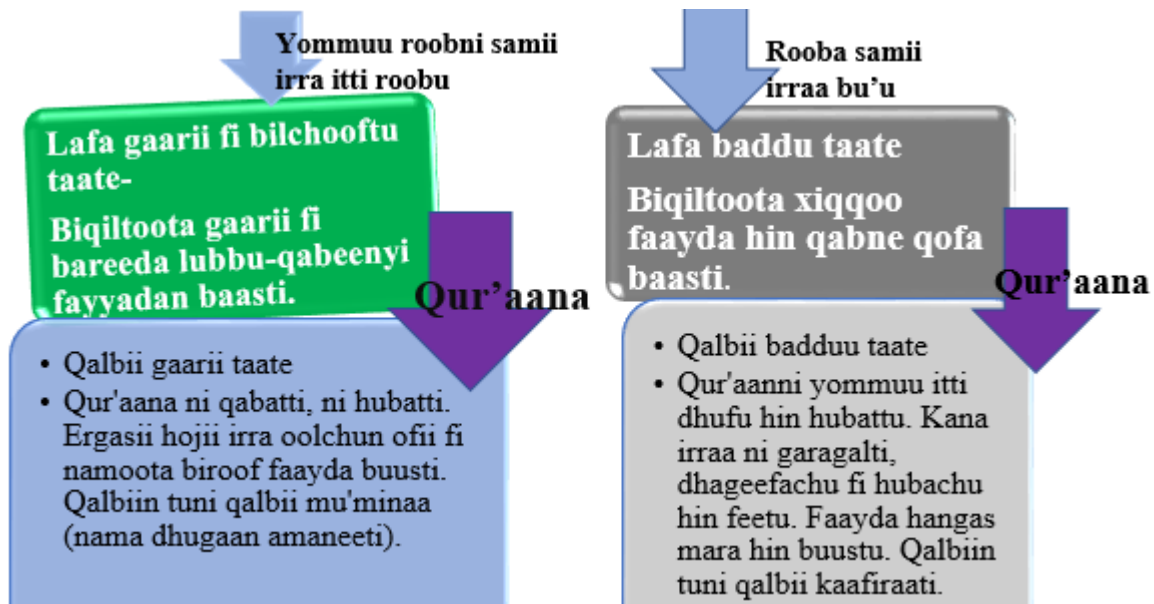 Yommuu roobni samii
irra itti roobu
Lafa gaarii fi bilchooftu
taate-
Biqiltoota gaarii fi
bareeda lubbu-qabeenyi
fayyadan baasti.
Qur’aana
• Qalbii gaarii taate
• Qur'aana ni qabatti, ni hubatti.
Ergasii hojii irra oolchun ofii fi
namoota biroof faayda buusti.
Qalbiin tuni qalbii mu'minaa
(nama dhugaan amaneeti).
Rooba samii
irraa bu’u
Lafa baddu taate
Biqiltoota xiqqoo
faayda hin qabne qofa
baasti.
Qur’aana
• Qalbii badduu taate
• Qur'aanni yommuu itti
dhufu hin hubattu. Kana
irraa ni garagalti,
dhageefachu fi hubachu
hin feetu. Faayda hangas
mara hin buustu. Qalbiin
tuni qalbii kaafiraati.